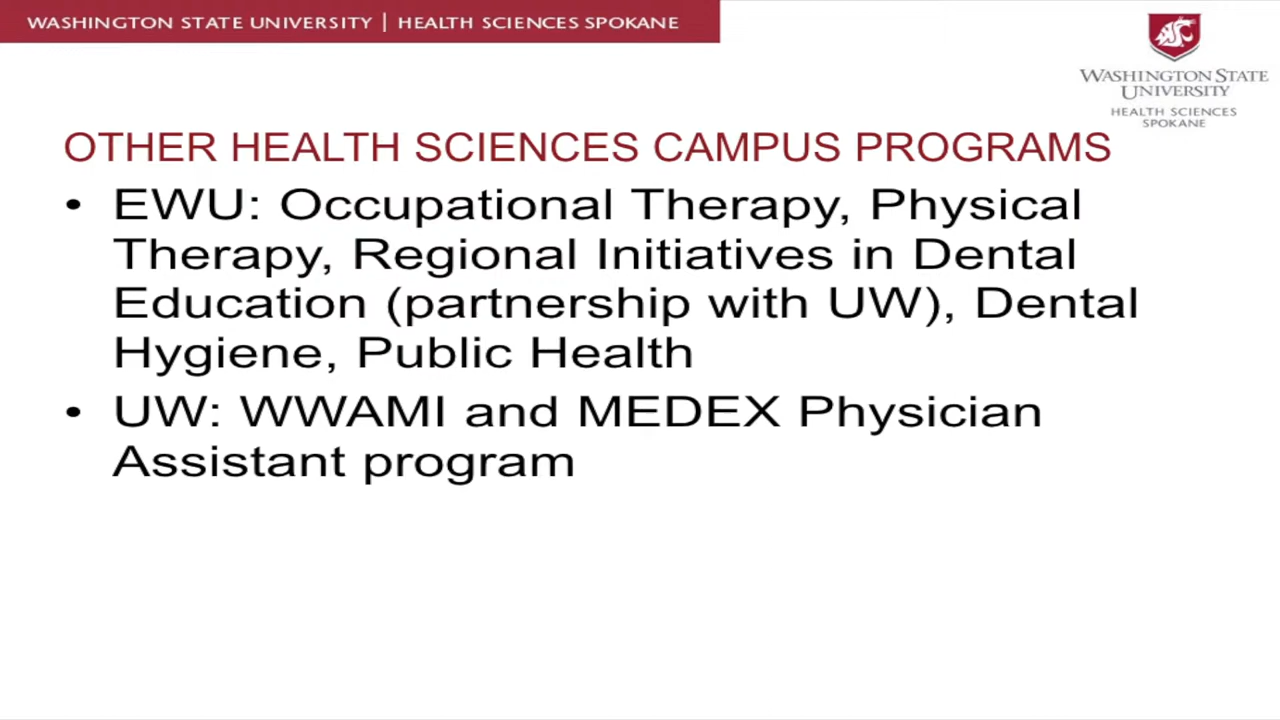 WASHINGTON STATE UNIVERSITY | HEALTH SCIENCES SPOKANE
WASHINGTON STATE
UNIVERSITY
HEALTH SCIENCES
SPOKANE
OTHER HEALTH SCIENCES CAMPUS PROGRAMS
• EWU: Occupational Therapy, Physical
Therapy, Regional Initiatives in Dental
Education (partnership with UW), Dental
Hygiene, Public Health
• UW: WWAMI and MEDEX Physician
Assistant program